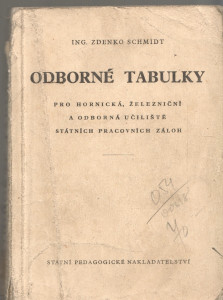 ING. ZDENKO SCHMIDT
ODBORNÉ TABULKY
PRO HORNICKÁ, ŽELEZNIČNÍ
A ODBORNÁ UČILIŠTĚ
STÁTNÍCH PRACOVNÍCH ZÁLOH
STÁTNÍ PEDAGOGICKÉ NAKLADATELSTVÍ